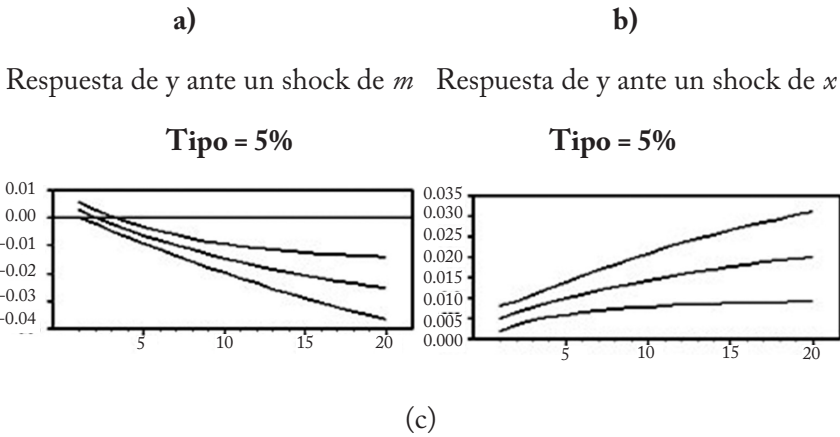 a) b)
Respuesta de y ante un shock de m Respuesta de y ante un shock de x
Tipo = 5% Tipo = 5%
0.01
0.00
-0.01
-0.02
-0.03
-0.04
5 10 15 20
0.035
0.030
0.025
0.020
0.015
0.010
0.005
0.000
5 10 15 20
(c)